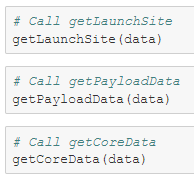 # Call getLaunchSite
getLaunchSite(data)
# Call getPayloadData
getPayloadData(data)
# Call getCoreData
getCoreData(data)